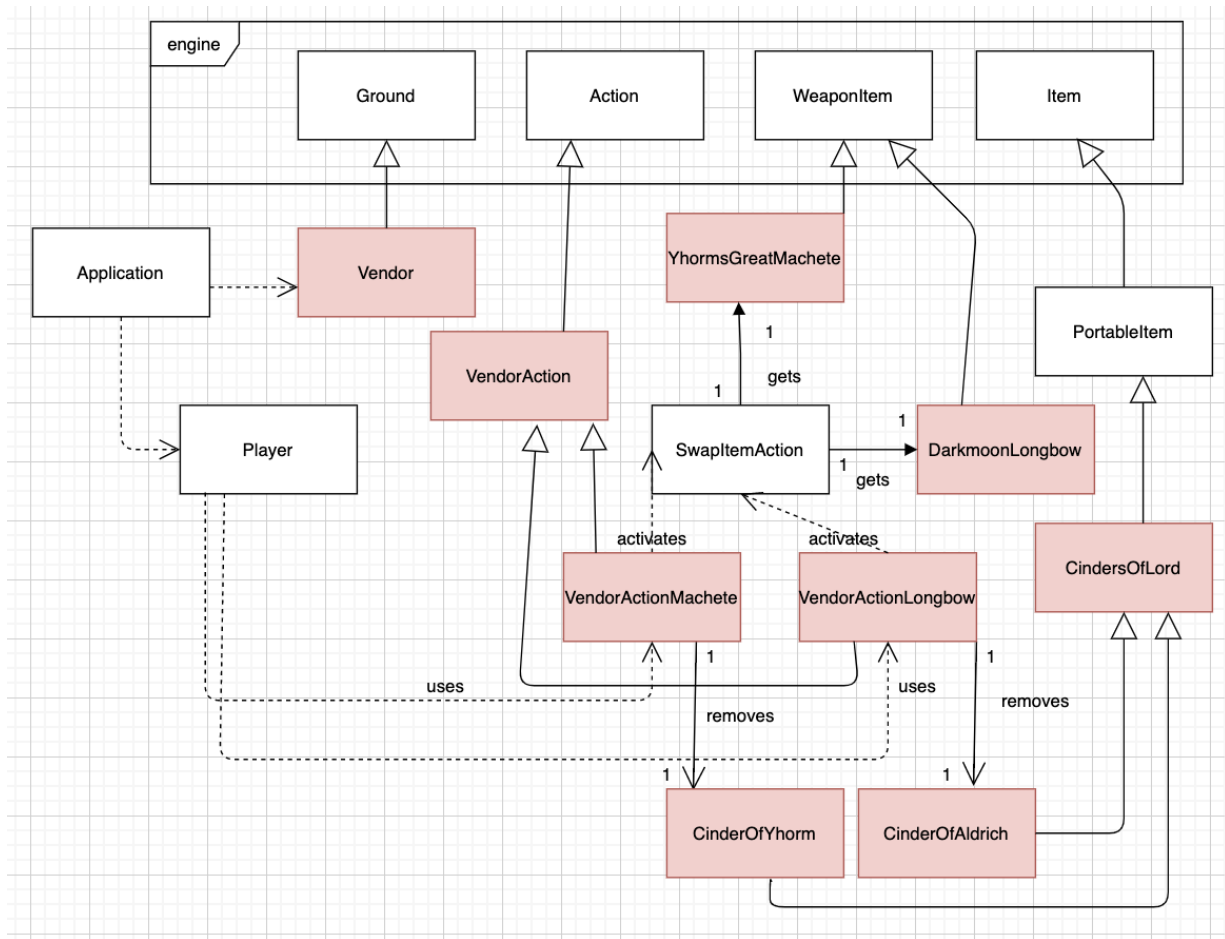 engine
Ground
Action
WeaponItem
Item
Application
Vendor
YhormsGreatMachete
PortableItem
1
gets
1
VendorAction
Player
SwapItemAction
1
1
gets
DarkmoonLongbow
activates
activates
CindersOfLord
VendorActionMachete
VendorActionLongbow
1
1
uses
uses
removes
removes
1
1
CinderOfYhorm
CinderOfAldrich